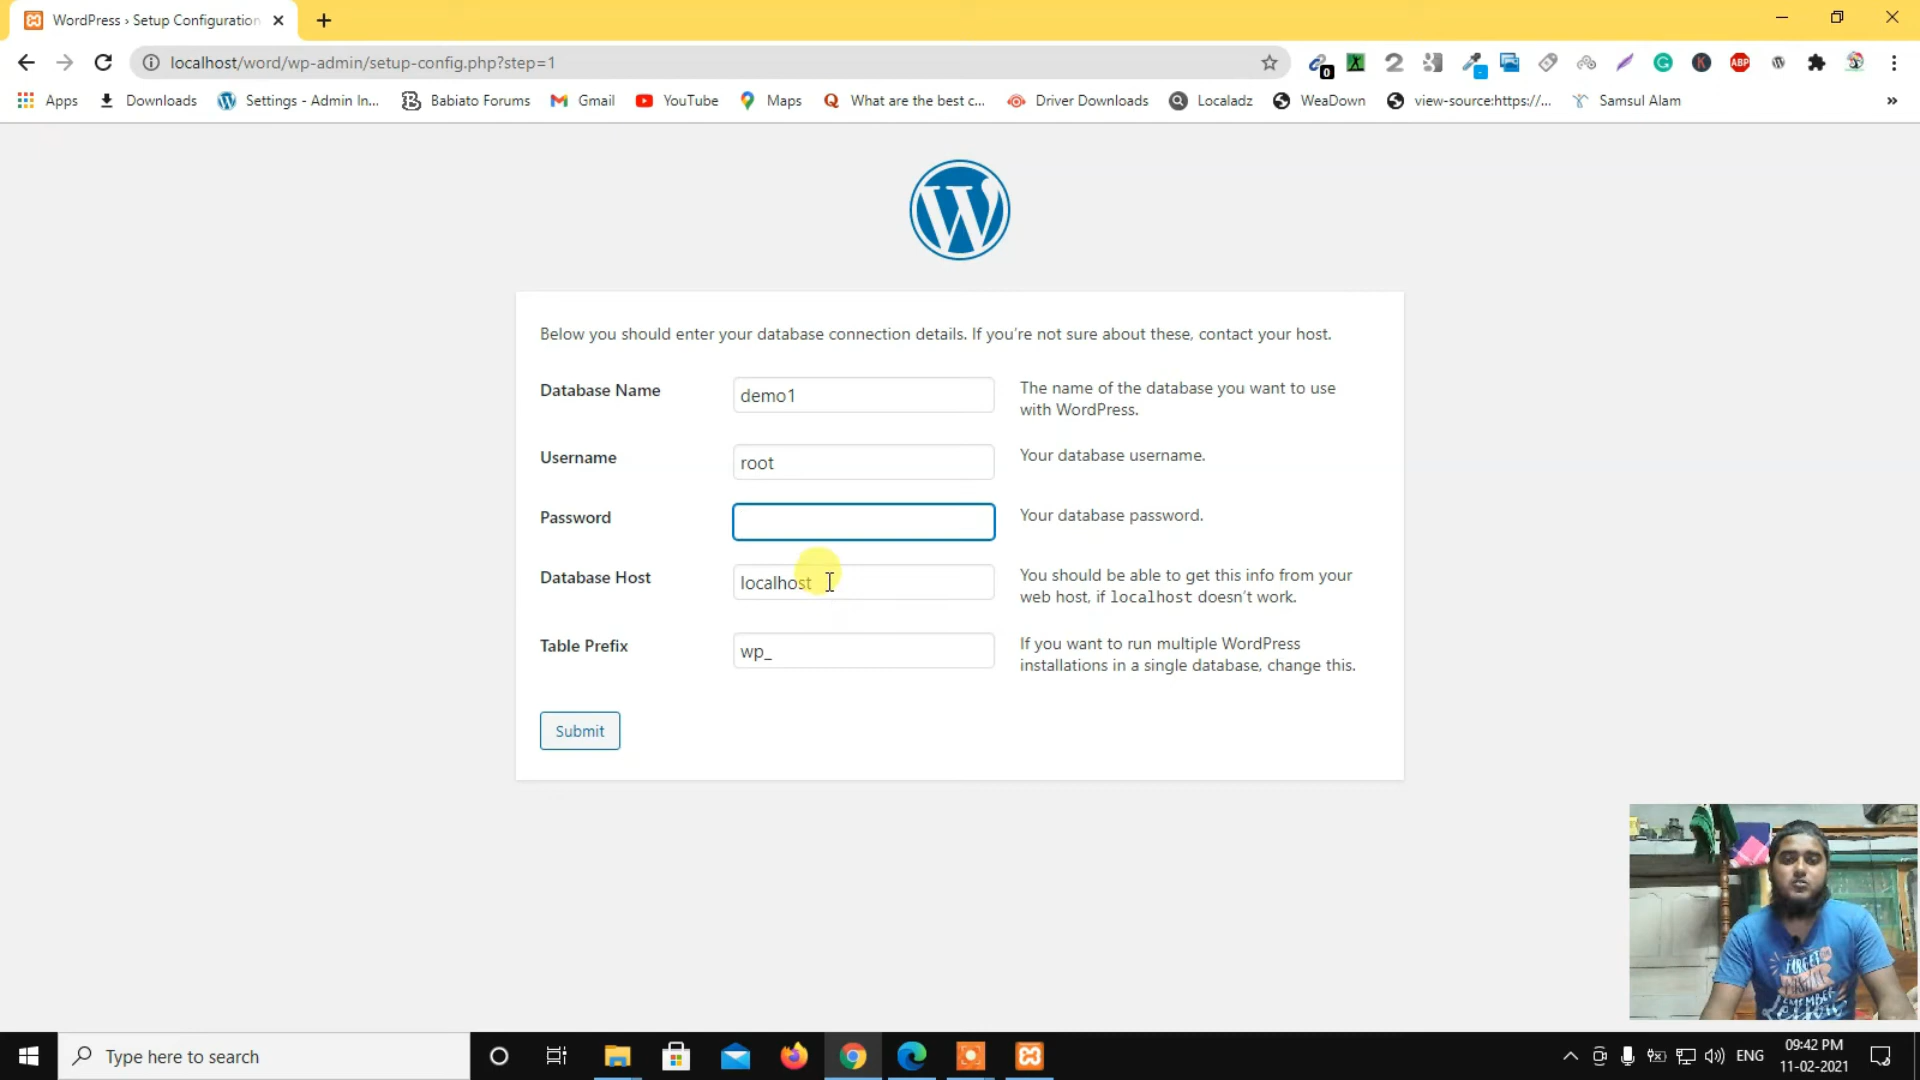 WordPress › Setup Configuration
localhost/word/wp-admin/setup-config.php?step=1
0
ABP
Apps
Downloads
Settings - Admin In...
Babiato Forums
Gmail
YouTube
Maps
What are the best c...
Driver Downloads
Localadz
WeaDown
view-source:https://...
Samsul Alam
»
Below you should enter your database connection details. If you’re not sure about these, contact your host.
Database Name
demo1
The name of the database you want to use
with WordPress.
Username
root
Your database username.
Password
Your database password.
Database Host
localhost
You should be able to get this info from your
web host, if localhost doesn’t work.
Table Prefix
wp_
If you want to run multiple WordPress
installations in a single database, change this.
Submit
FORGET
REMEMBER
Type here to search
ENG
09:42 PM
11-02-2021